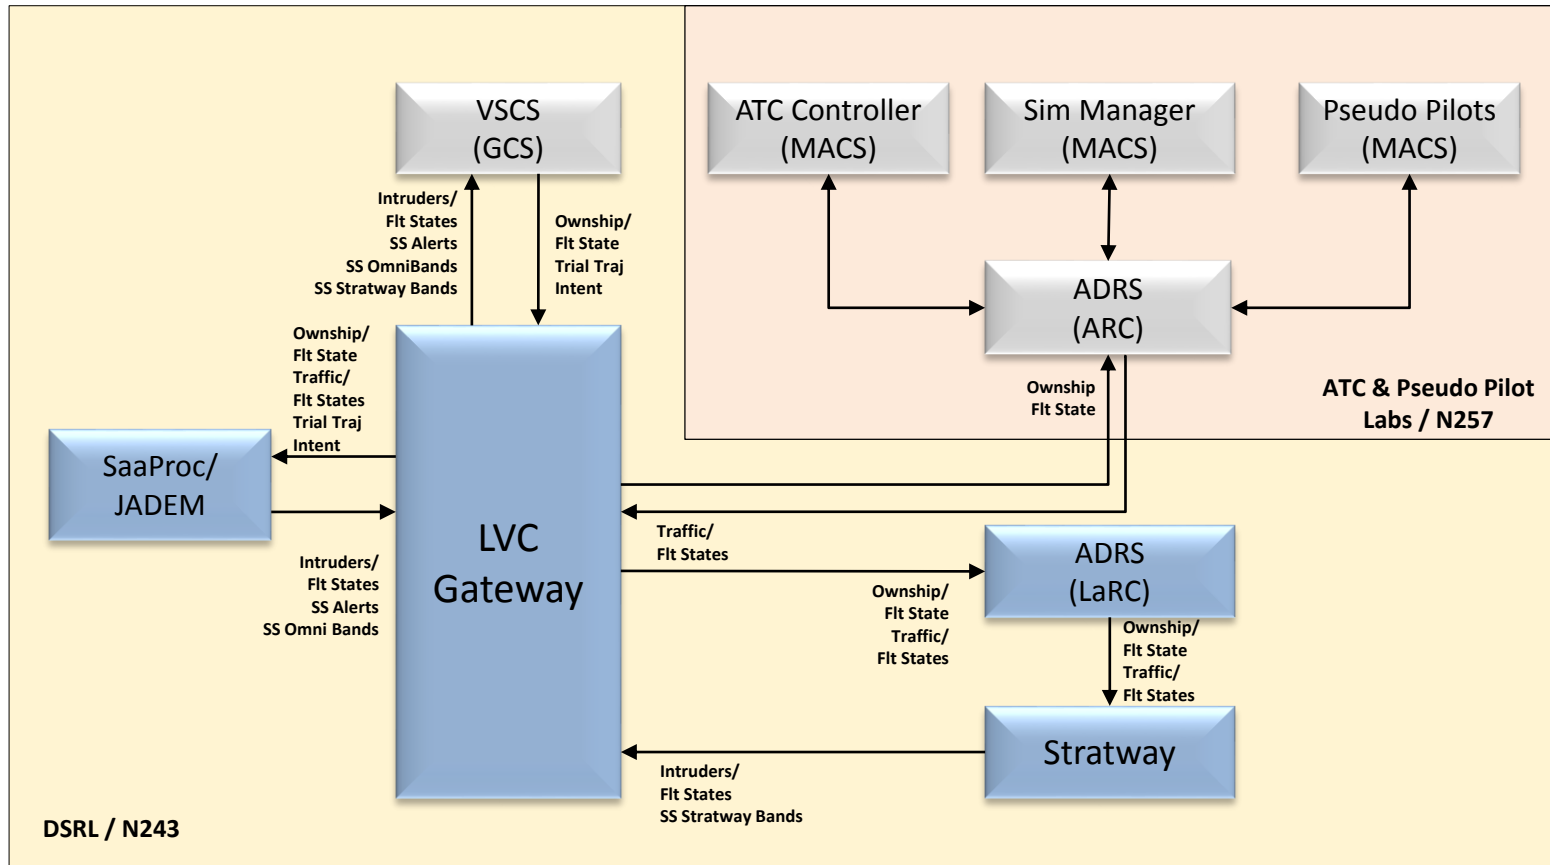 VSCS
(GCS)
ATC Controller
(MACS)
Sim Manager
(MACS)
Pseudo Pilots
(MACS)
Intruders/
Flt States
SS Alerts
SS OmniBands
SS Stratway Bands
Ownship/
Flt State
Trial Traj
Intent
ADRS
(ARC)
Ownship/
Flt State
Traffic/
Flt States
Trial Traj
Intent
Ownship
Flt State
ATC & Pseudo Pilot
Labs / N257
SaaProc/
JADEM
LVC
Gateway
Traffic/
Flt States
ADRS
(LaRC)
Intruders/
Flt States
SS Alerts
SS Omni Bands
Ownship/
Flt State
Traffic/
Flt States
Ownship/
Flt State
Traffic/
Flt States
Stratway
Intruders/
Flt States
SS Stratway Bands
DSRL / N243